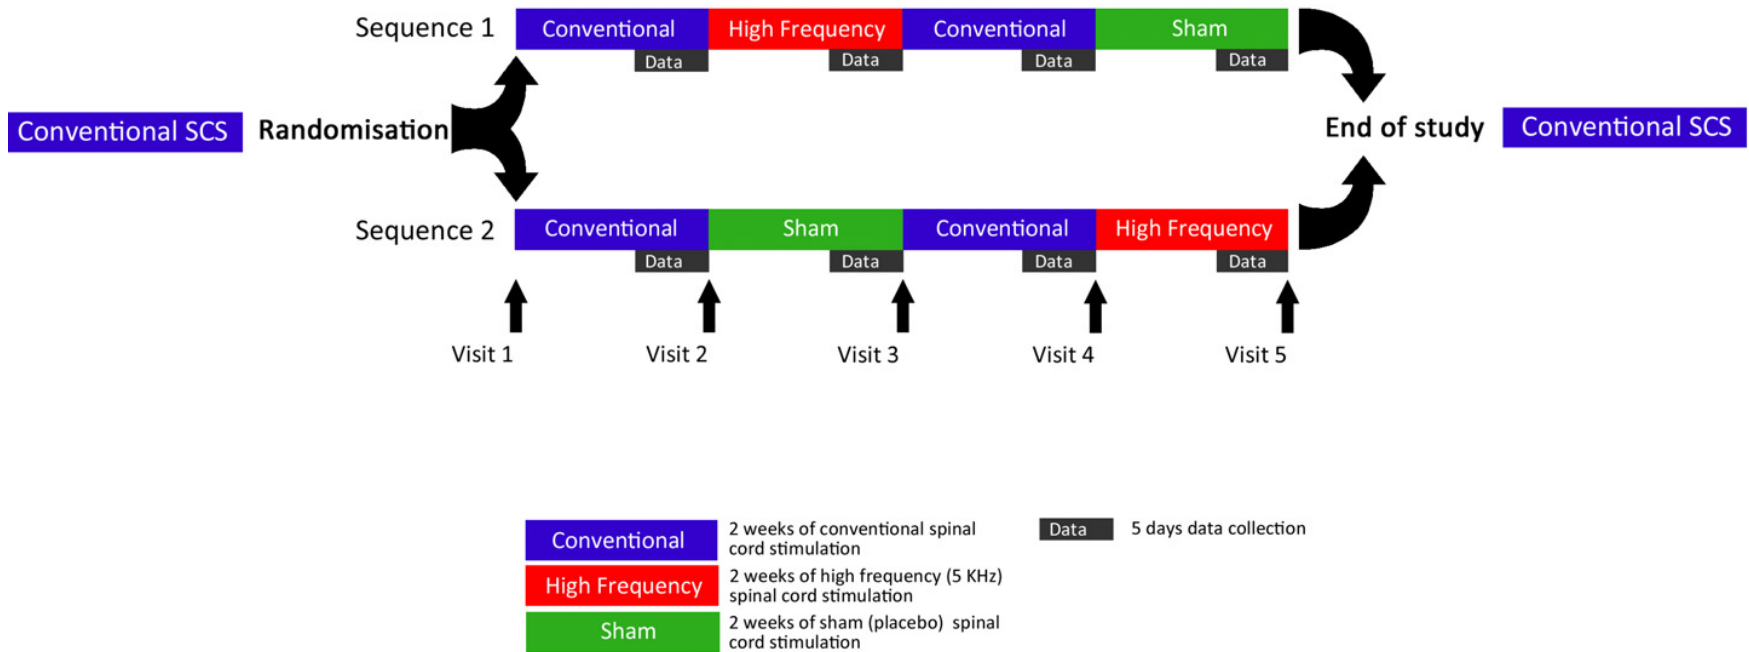 Sequence 1
Conventional
High Frequency
Conventional
Sham
Data
Data
Data
Data
Conventional SCS
Randomisation
End of study
Conventional SCS
Sequence 2
Conventional
Sham
Conventional
High Frequency
Data
Data
Data
Data
Visit 1
Visit 2
Visit 3
Visit 4
Visit 5
Conventional
2 weeks of conventional spinal
cord stimulation
Data
5 days data collection
High Frequency
2 weeks of high frequency (5 KHz)
spinal cord stimulation
Sham
2 weeks of sham (placebo) spinal
cord stimulation